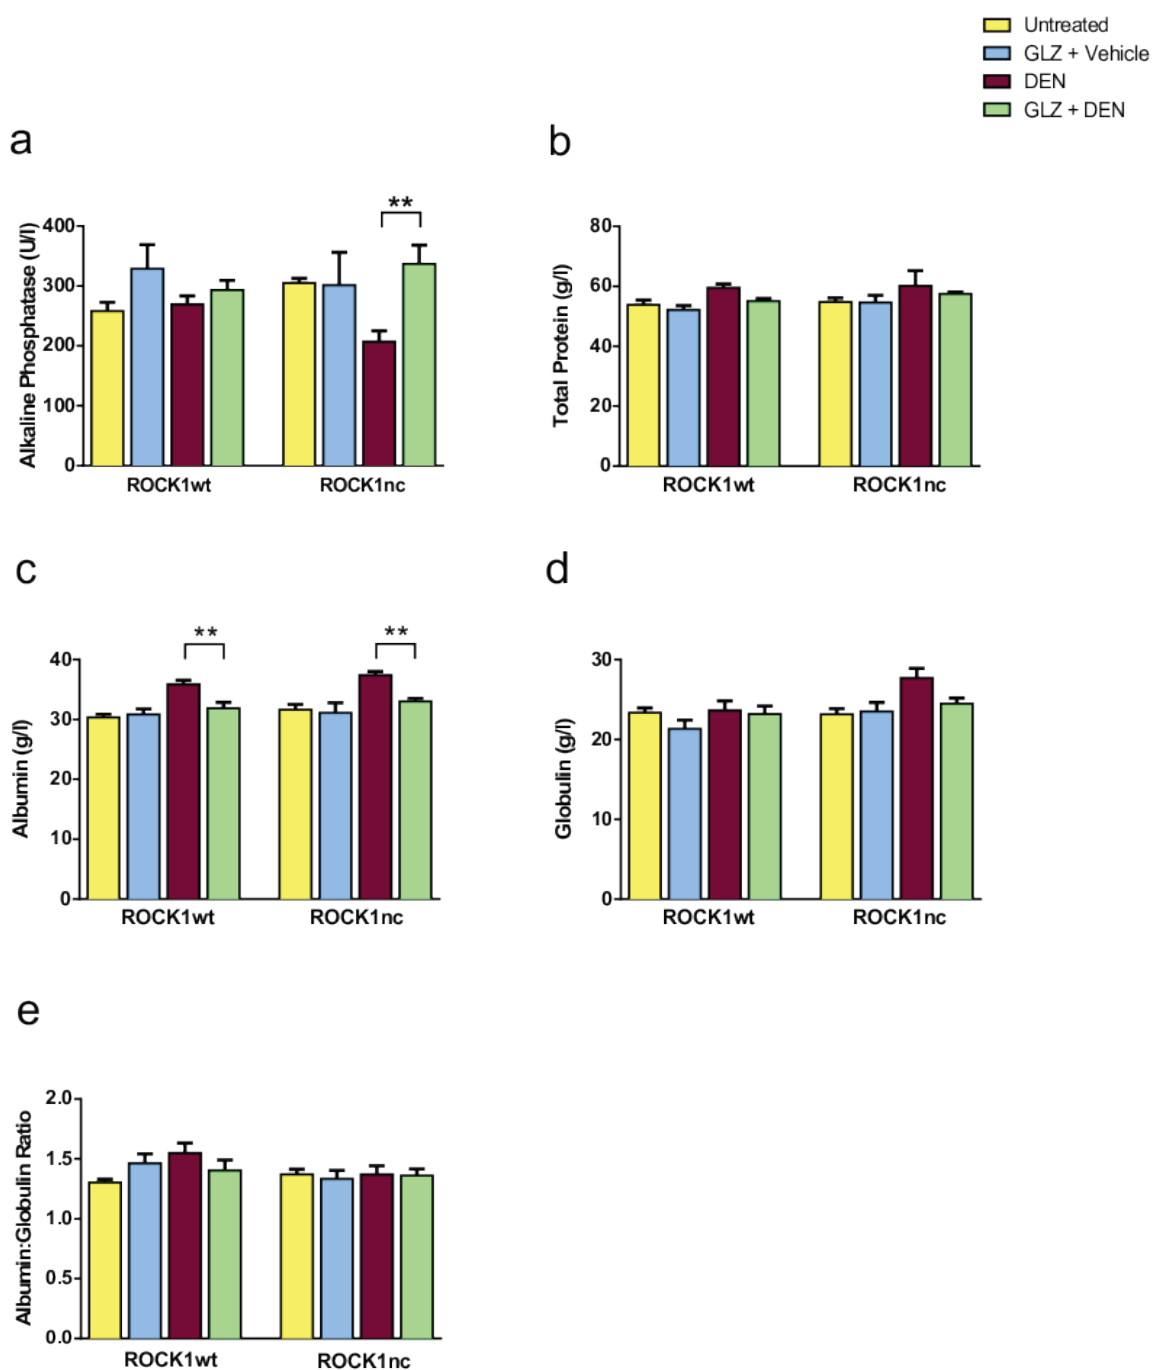 Untreated
GLZ + Vehicle
DEN
GLZ + DEN
a
Alkaline Phosphatase (U/l)
400
300
200
100
0
**
ROCK1wt
ROCK1nc
b
Total Protein (g/l)
80
60
40
20
0
ROCK1wt
ROCK1nc
c
Albumin (g/l)
40
30
20
10
0
**
**
ROCK1wt
ROCK1nc
d
Globulin (g/l)
30
20
10
0
ROCK1wt
ROCK1nc
e
Albumin:Globulin Ratio
2.0
1.5
1.0
0.5
0.0
ROCK1wt
ROCK1nc